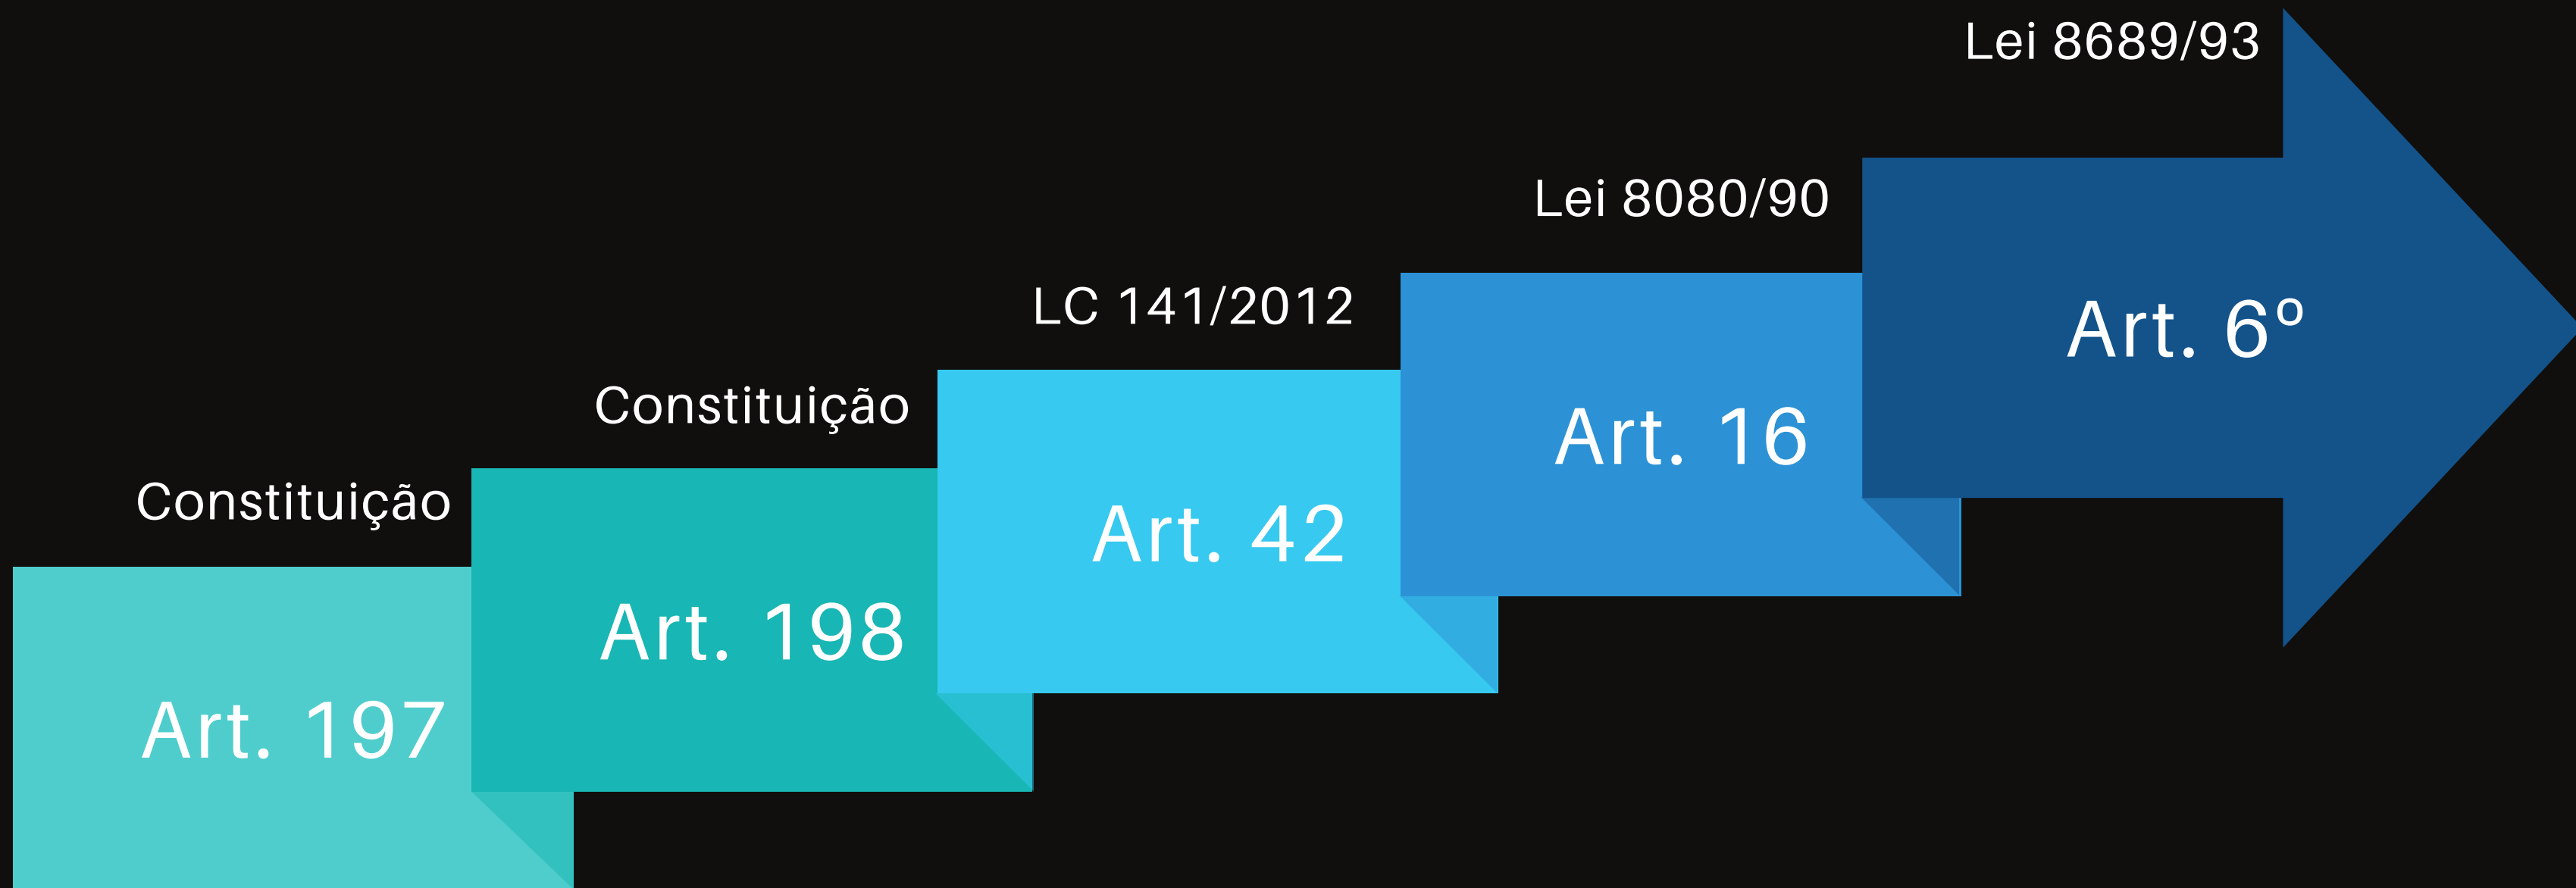 Constituição
Art. 197
Constituição
Art. 198
LC 141/2012
Art. 42
Lei 8080/90
Art. 16
Lei 8689/93
Art. 6º